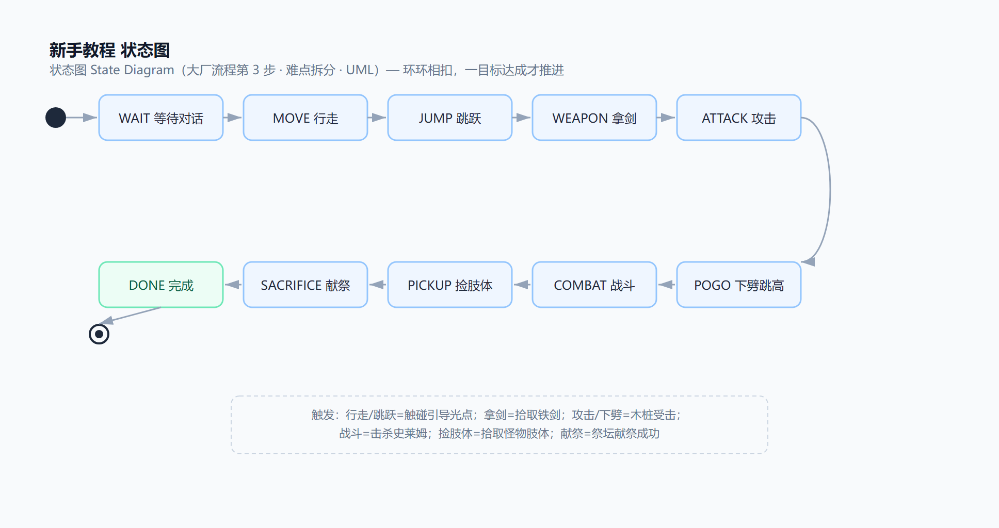 新手教程 状态图
状态图 State Diagram（大厂流程第 3 步 · 难点拆分 · UML）— 环环相扣，一目标达成才推进
WAIT 等待对话
MOVE 行走
JUMP 跳跃
WEAPON 拿剑
ATTACK 攻击
DONE 完成
SACRIFICE 献祭
PICKUP 捡肢体
COMBAT 战斗
POGO 下劈跳高
触发：行走/跳跃=触碰引导光点；拿剑=拾取铁剑；攻击/下劈=木桩受击；
战斗=击杀史莱姆；捡肢体=拾取怪物肢体；献祭=祭坛献祭成功